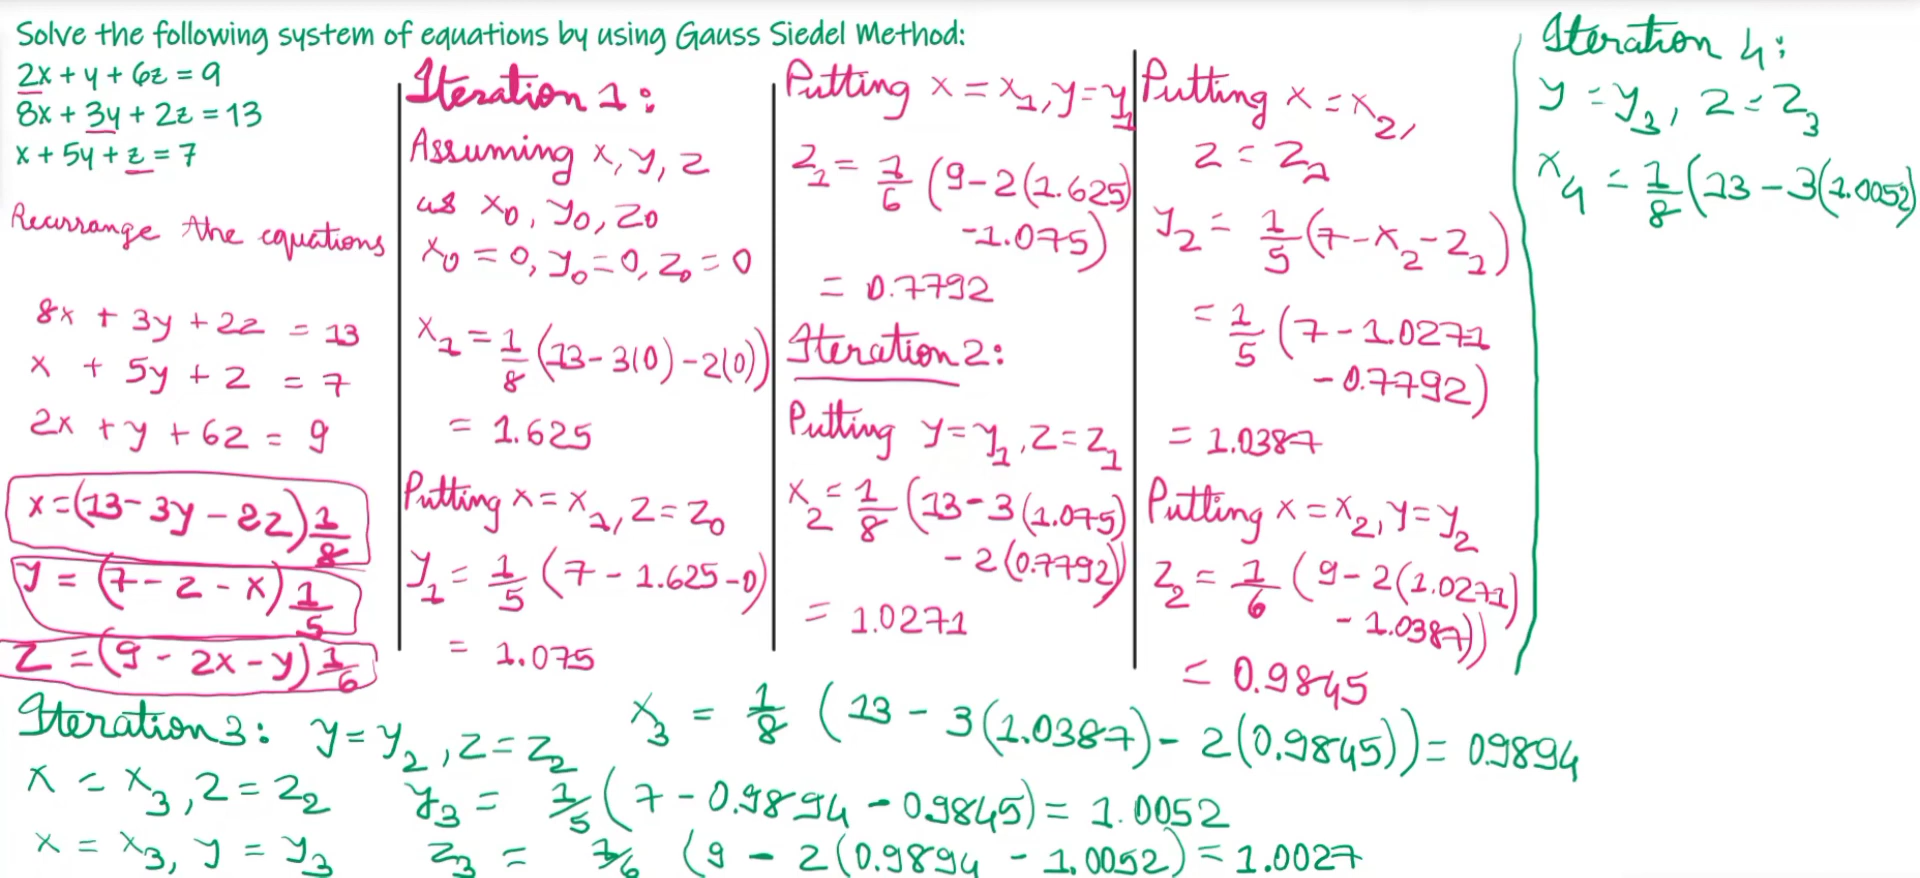 Solve the following system of equations by using Gauss Siedel Method:
2x + y + 6z = 9
8x + 3y + 2z = 13
x + 5y + z = 7
Rearrange the equations
8x + 3y + 2z = 13
x + 5y + z = 7
2x + y + 6z = 9
x = (13 - 3y - 2z) 1/8
y = (7 - z - x) 1/5
z = (9 - 2x - y) 1/6
Iteration 1:
Assuming x, y, z
as x₀, y₀, z₀
x₀ = 0, y₀ = 0, z₀ = 0
x₁ = 1/8 (13 - 3(0) - 2(0))
= 1.625
Putting x = x₁, z = z₀
y₁ = 1/5 (7 - 1.625 - 0)
= 1.075
Putting x = x₁, y = y₁
z₁ = 1/6 (9 - 2(1.625)
- 1.075)
= 0.7792
Iteration 2:
Putting y = y₁, z = z₁
x₂ = 1/8 (13 - 3(1.075)
- 2(0.7792))
= 1.0271
Putting x = x₂,
z = z₁
y₂ = 1/5 (7 - x₂ - z₁)
= 1/5 (7 - 1.0271
- 0.7792)
= 1.0387
Putting x = x₂, y = y₂
z₂ = 1/6 (9 - 2(1.0271)
- 1.0387))
= 0.9845
Iteration 3: y = y₂, z = z₂ x₃ = 1/8 (13 - 3(1.0387) - 2(0.9845)) = 0.9894
x = x₃, z = z₂ y₃ = 1/5 (7 - 0.9894 - 0.9845) = 1.0052
x = x₃, y = y₃ z₃ = 1/6 (9 - 2(0.9894 - 1.0052) = 1.0027
Iteration 4:
y = y₃, z = z₃
x₄ = 1/8 (13 - 3(1.0052)